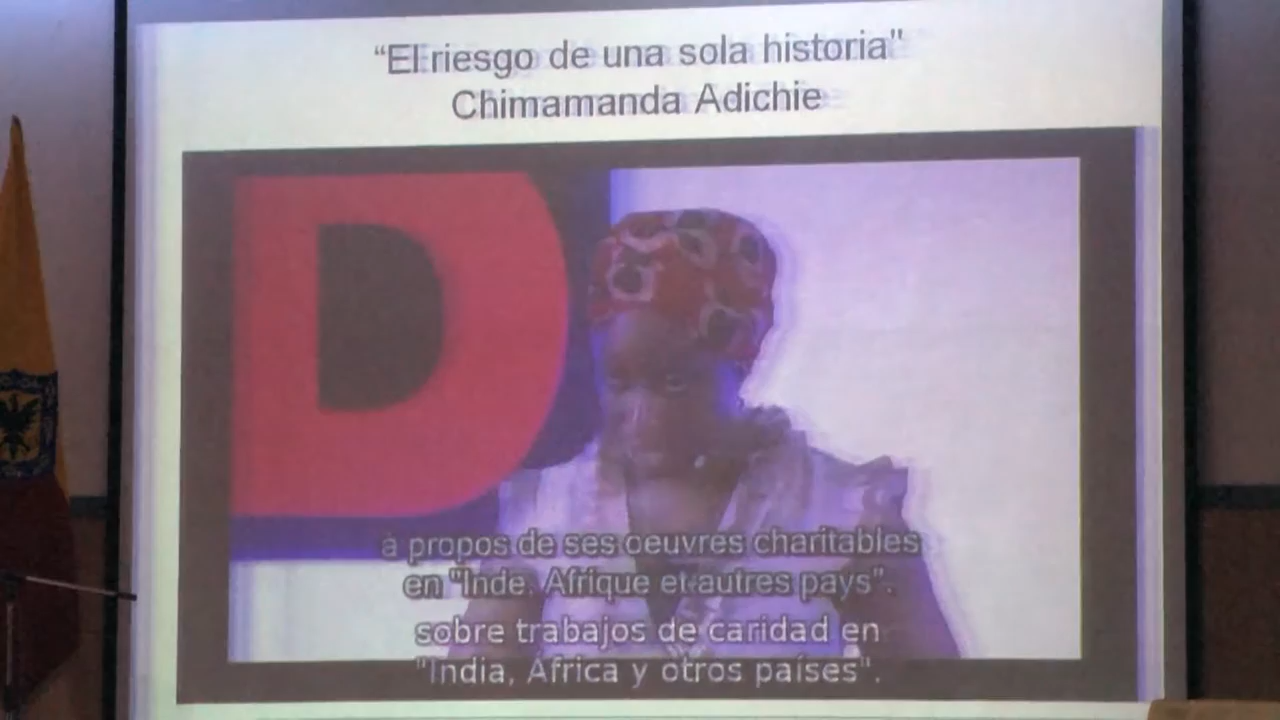 “El riesgo de una sola historia"
Chimamanda Adichie
D
à propos de ses oeuvres charitables
en "Inde, Afrique et autres pays".
sobre trabajos de caridad en
"India, África y otros países".